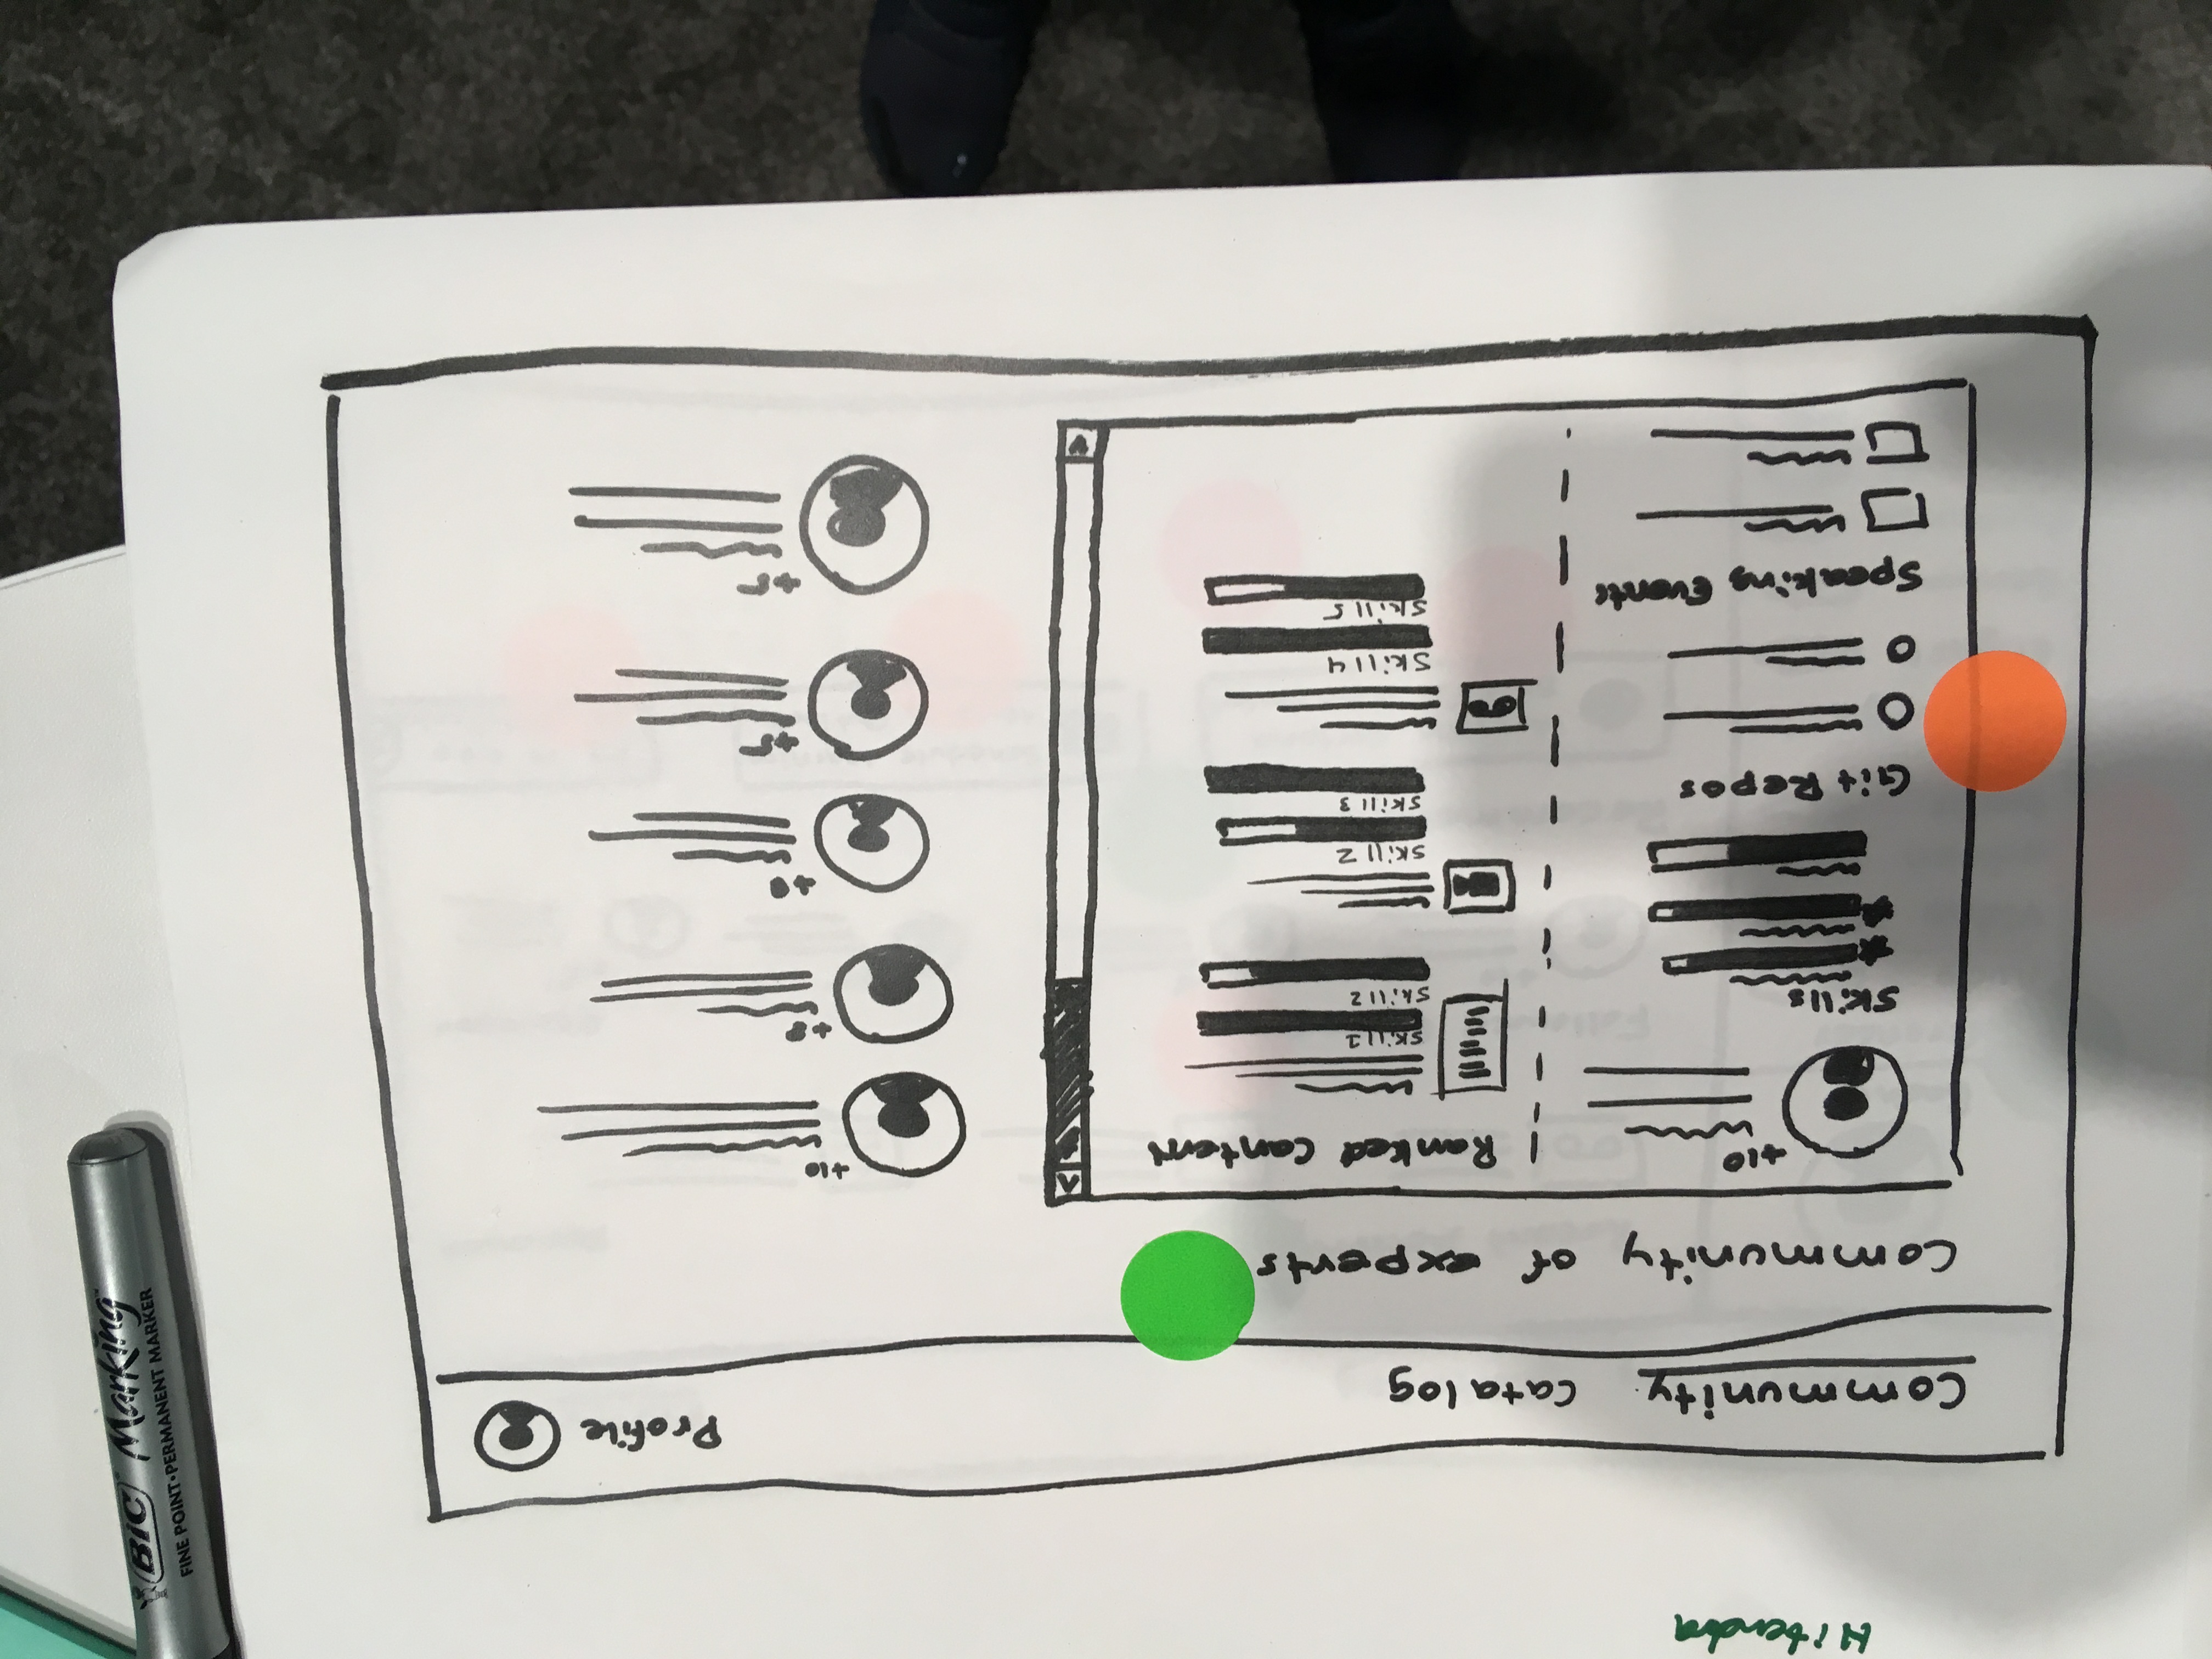 Hitendra
Community Catalog Profile
Community of experts
+10
Skills
Git Repos
Speaking Events
Ranked Content
Skill 1
Skill 2
Skill 2
Skill 3
Skill 4
Skill 5
+10
+8
+5
+5
BIC Marking
FINE POINT•PERMANENT MARKER